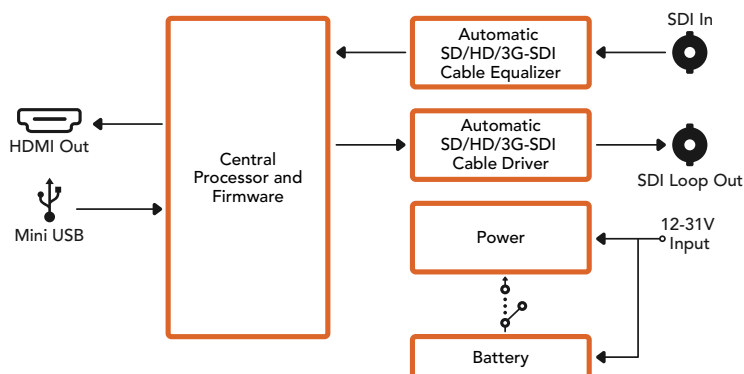 SDI In
Automatic
SD/HD/3G-SDI
Cable Equalizer
HDMI Out
Automatic
SD/HD/3G-SDI
Cable Driver
SDI Loop Out
Central
Processor and
Firmware
Mini USB
Power
12-31V
Input
Battery